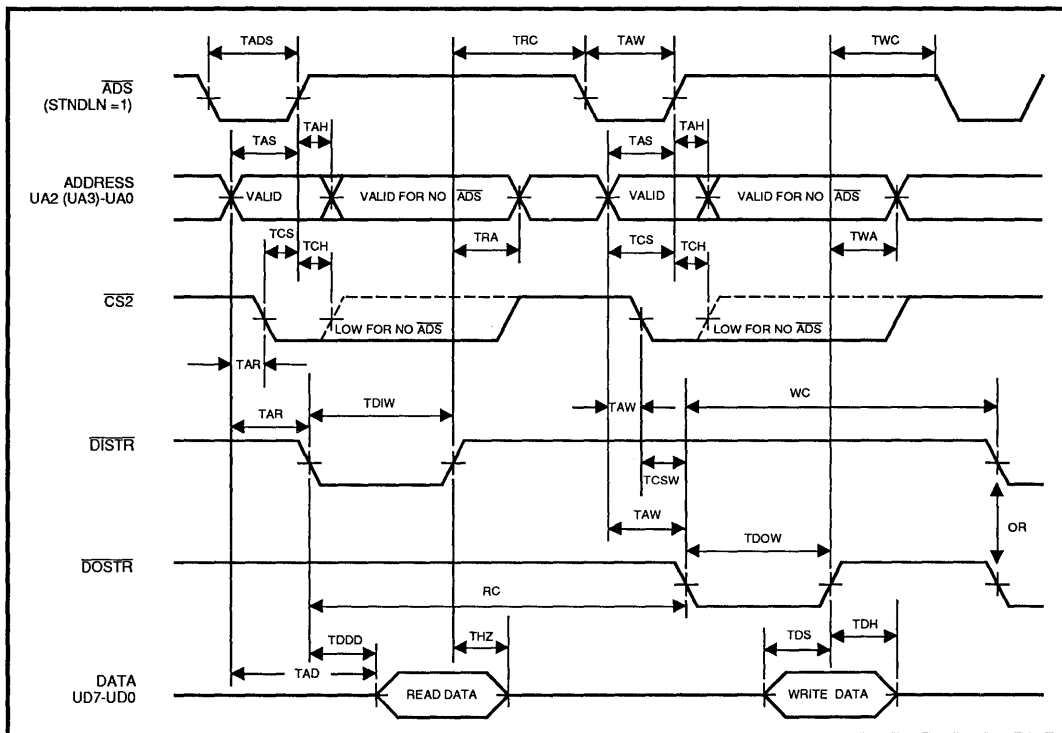 TADS
TRC
TAW
TWC
ADS
(STNDLN =1)
TAS
TAH
TAS
TAH
ADDRESS
UA2 (UA3)-UA0
VALID
VALID FOR NO ADS
VALID
VALID FOR NO ADS
TCS
TCH
TRA
TCS
TCH
TWA
CS2
LOW FOR NO ADS
LOW FOR NO ADS
TAR
TAR
TDIW
TAW
WC
DISTR
TCSW
TAW
OR
TDOW
DOSTR
RC
TDDD
THZ
TDS
TDH
TAD
DATA
UD7-UD0
READ DATA
WRITE DATA